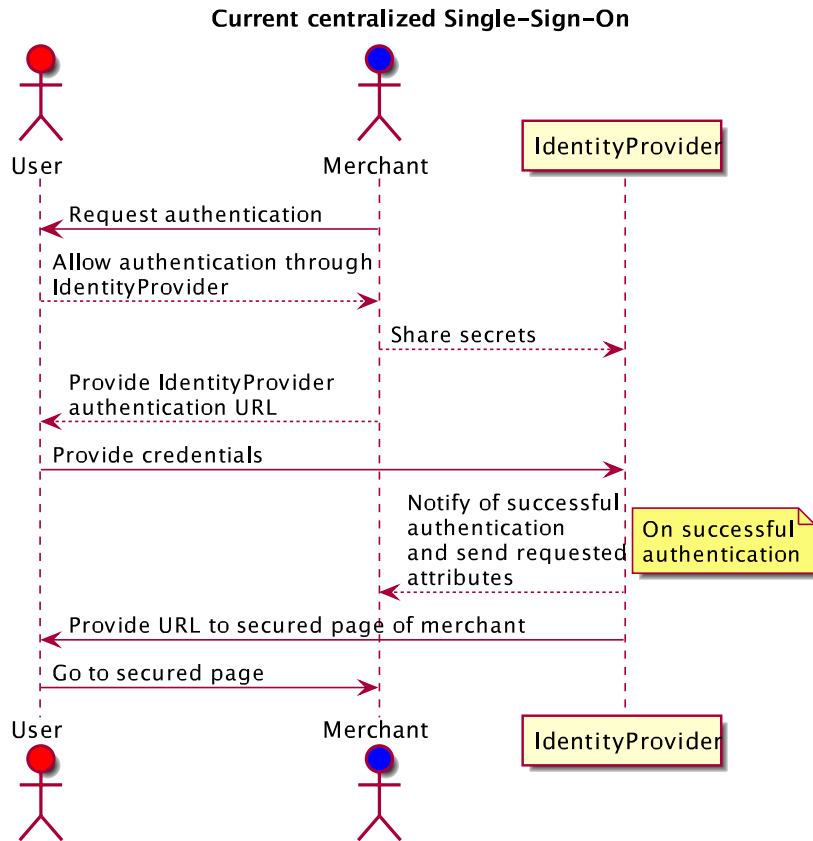 Current centralized Single-Sign-On
User
Merchant
IdentityProvider
Request authentication
Allow authentication through
IdentityProvider
Share secrets
Provide IdentityProvider
authentication URL
Provide credentials
Notify of successful
authentication
and send requested
attributes
On successful
authentication
Provide URL to secured page of merchant
Go to secured page
User
Merchant
IdentityProvider